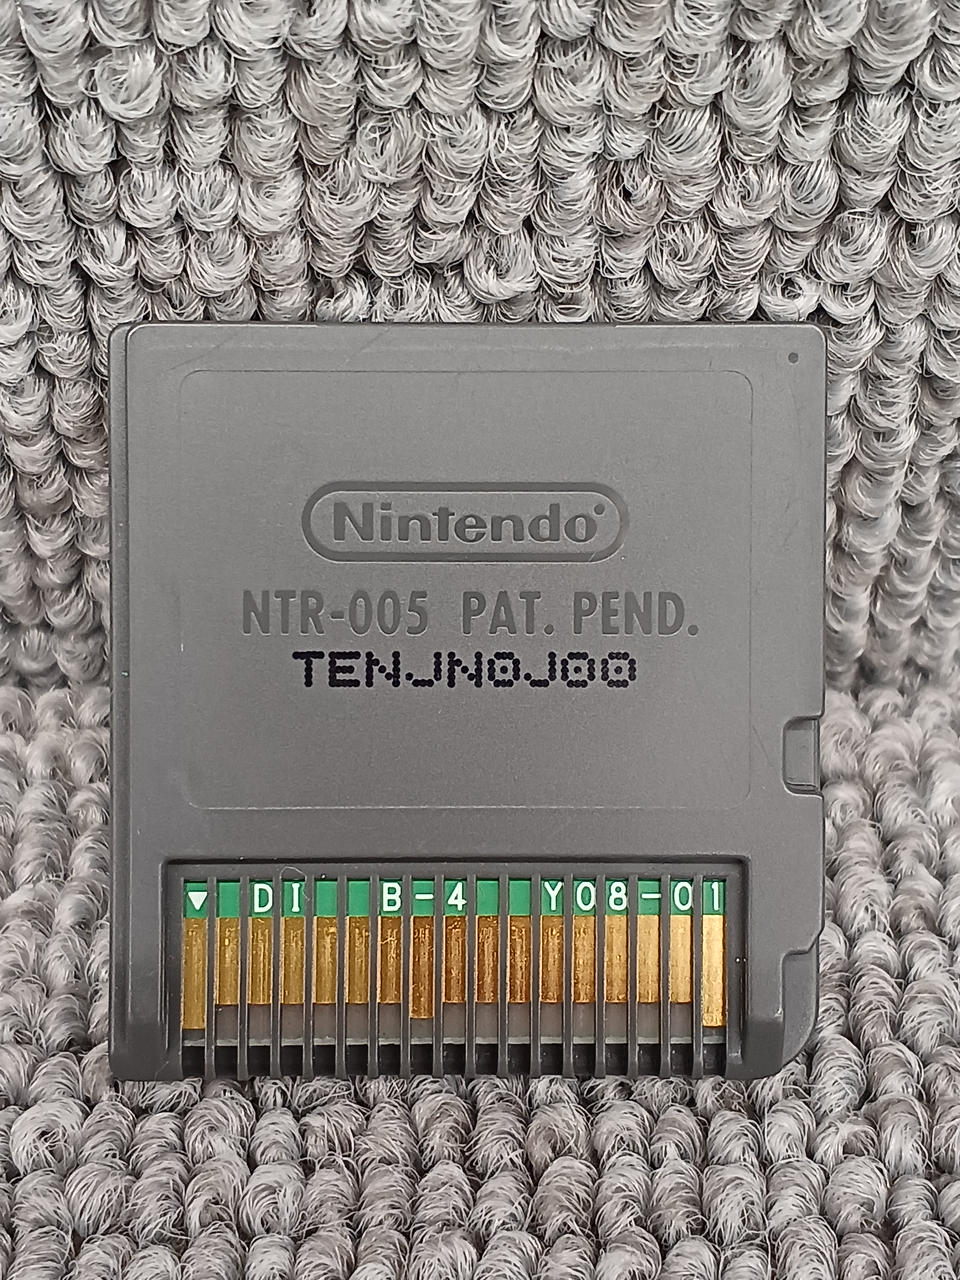 Nintendo
NTR-005 PAT. PEND.
TENJN0J00
DI B-4 Y08-01